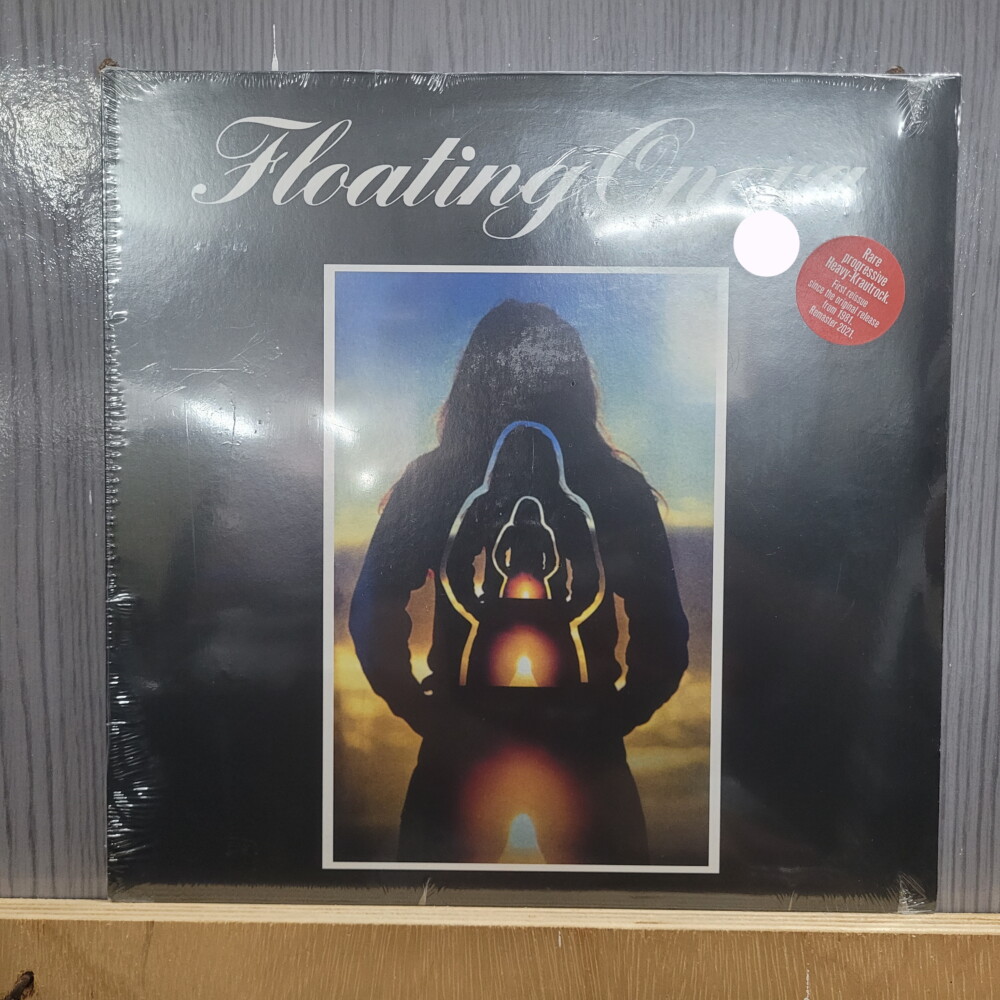 Floating Opera
Rare
progressive
Heavy-Krautrock.
First reissue
since the original release
from 1981.
Remaster 2021.